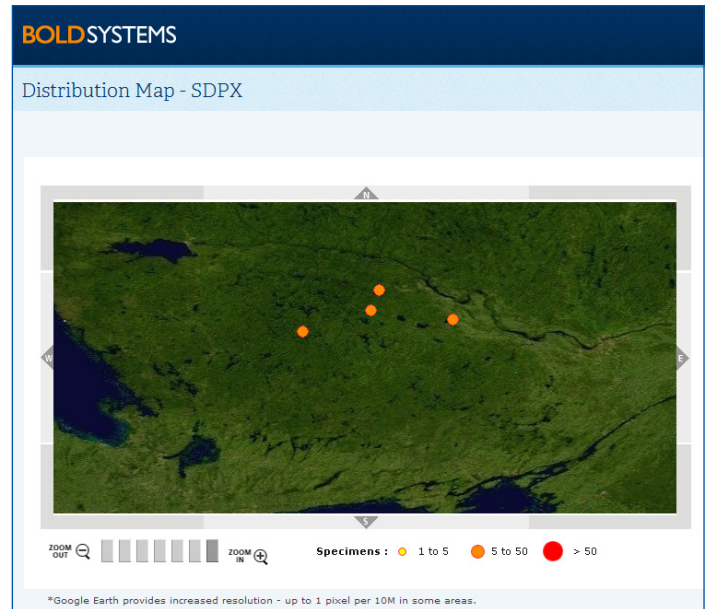 BOLDSYSTEMS
Distribution Map - SDPX
N
W
E
S
ZOOM OUT
ZOOM IN
Specimens : 1 to 5 5 to 50 > 50
*Google Earth provides increased resolution - up to 1 pixel per 10M in some areas.